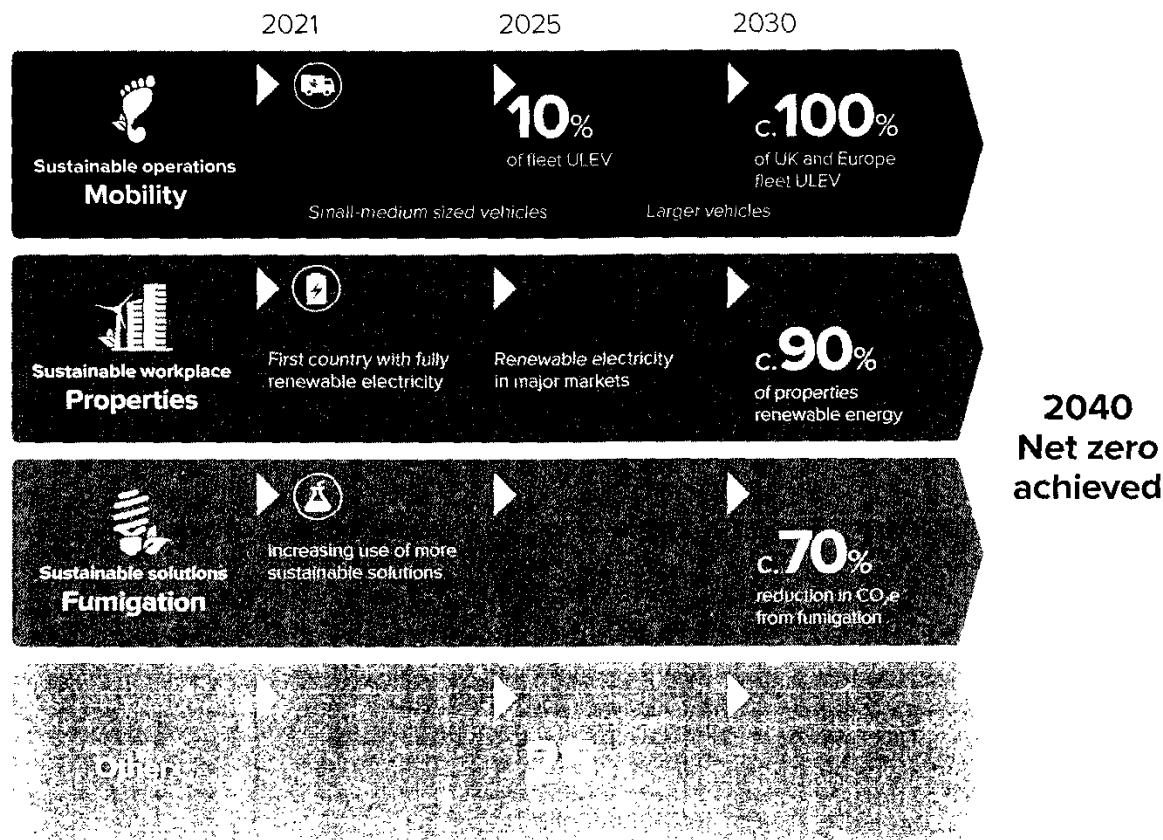 2021 2025 2030
Sustainable operations
Mobility
10%
of fleet ULEV
c.100%
of UK and Europe
fleet ULEV
Small-medium sized vehicles
Larger vehicles
Sustainable workplace
Properties
First country with fully
renewable electricity
Renewable electricity
in major markets
c.90%
of properties
renewable energy
Sustainable solutions
Fumigation
Increasing use of more
sustainable solutions
c.70%
reduction in CO₂e
from fumigation
2040
Net zero
achieved